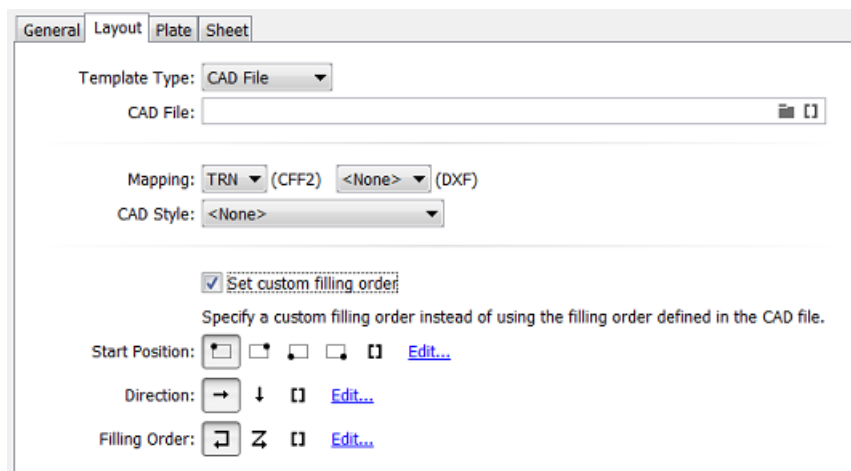 General Layout Plate Sheet
Template Type: CAD File
CAD File:
Mapping: TRN (CFF2) <None> (DXF)
CAD Style: <None>
Set custom filling order
Specify a custom filling order instead of using the filling order defined in the CAD file.
Start Position: Edit...
Direction: Edit...
Filling Order: Edit...